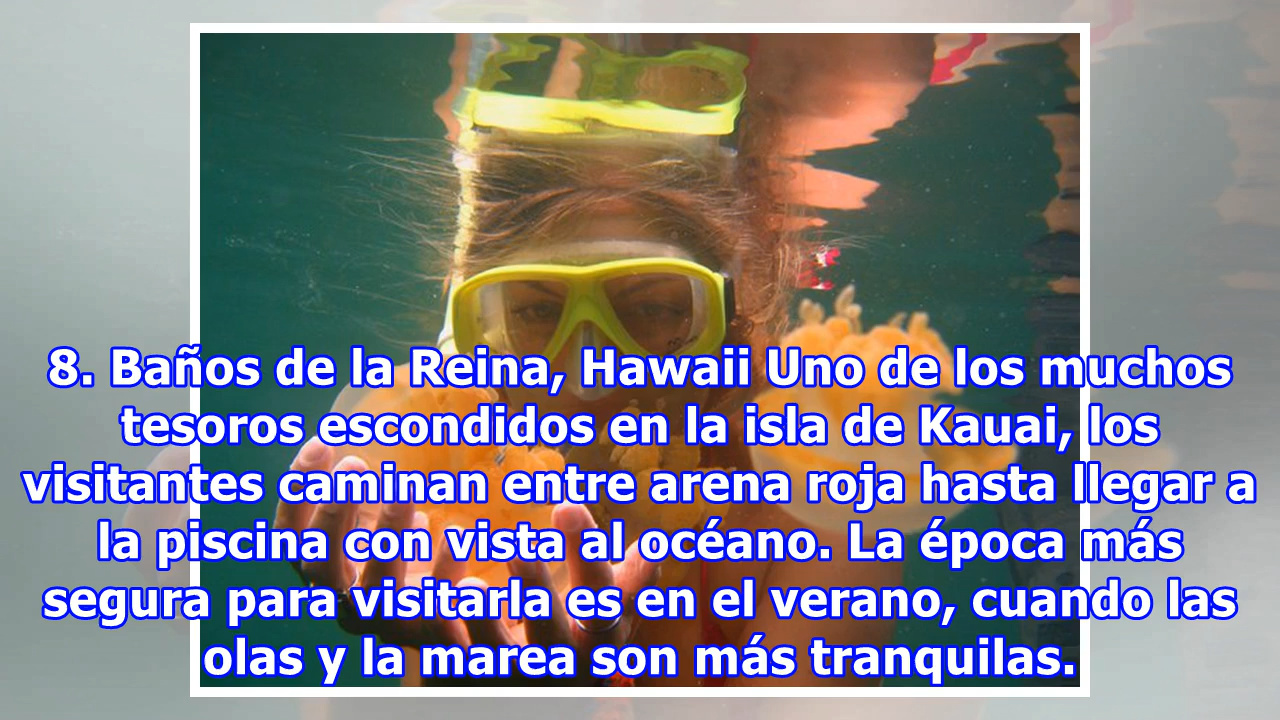 8. Baños de la Reina, Hawaii Uno de los muchos
tesoros escondidos en la isla de Kauai, los
visitantes caminan entre arena roja hasta llegar a
la piscina con vista al océano. La época más
segura para visitarla es en el verano, cuando las
olas y la marea son más tranquilas.